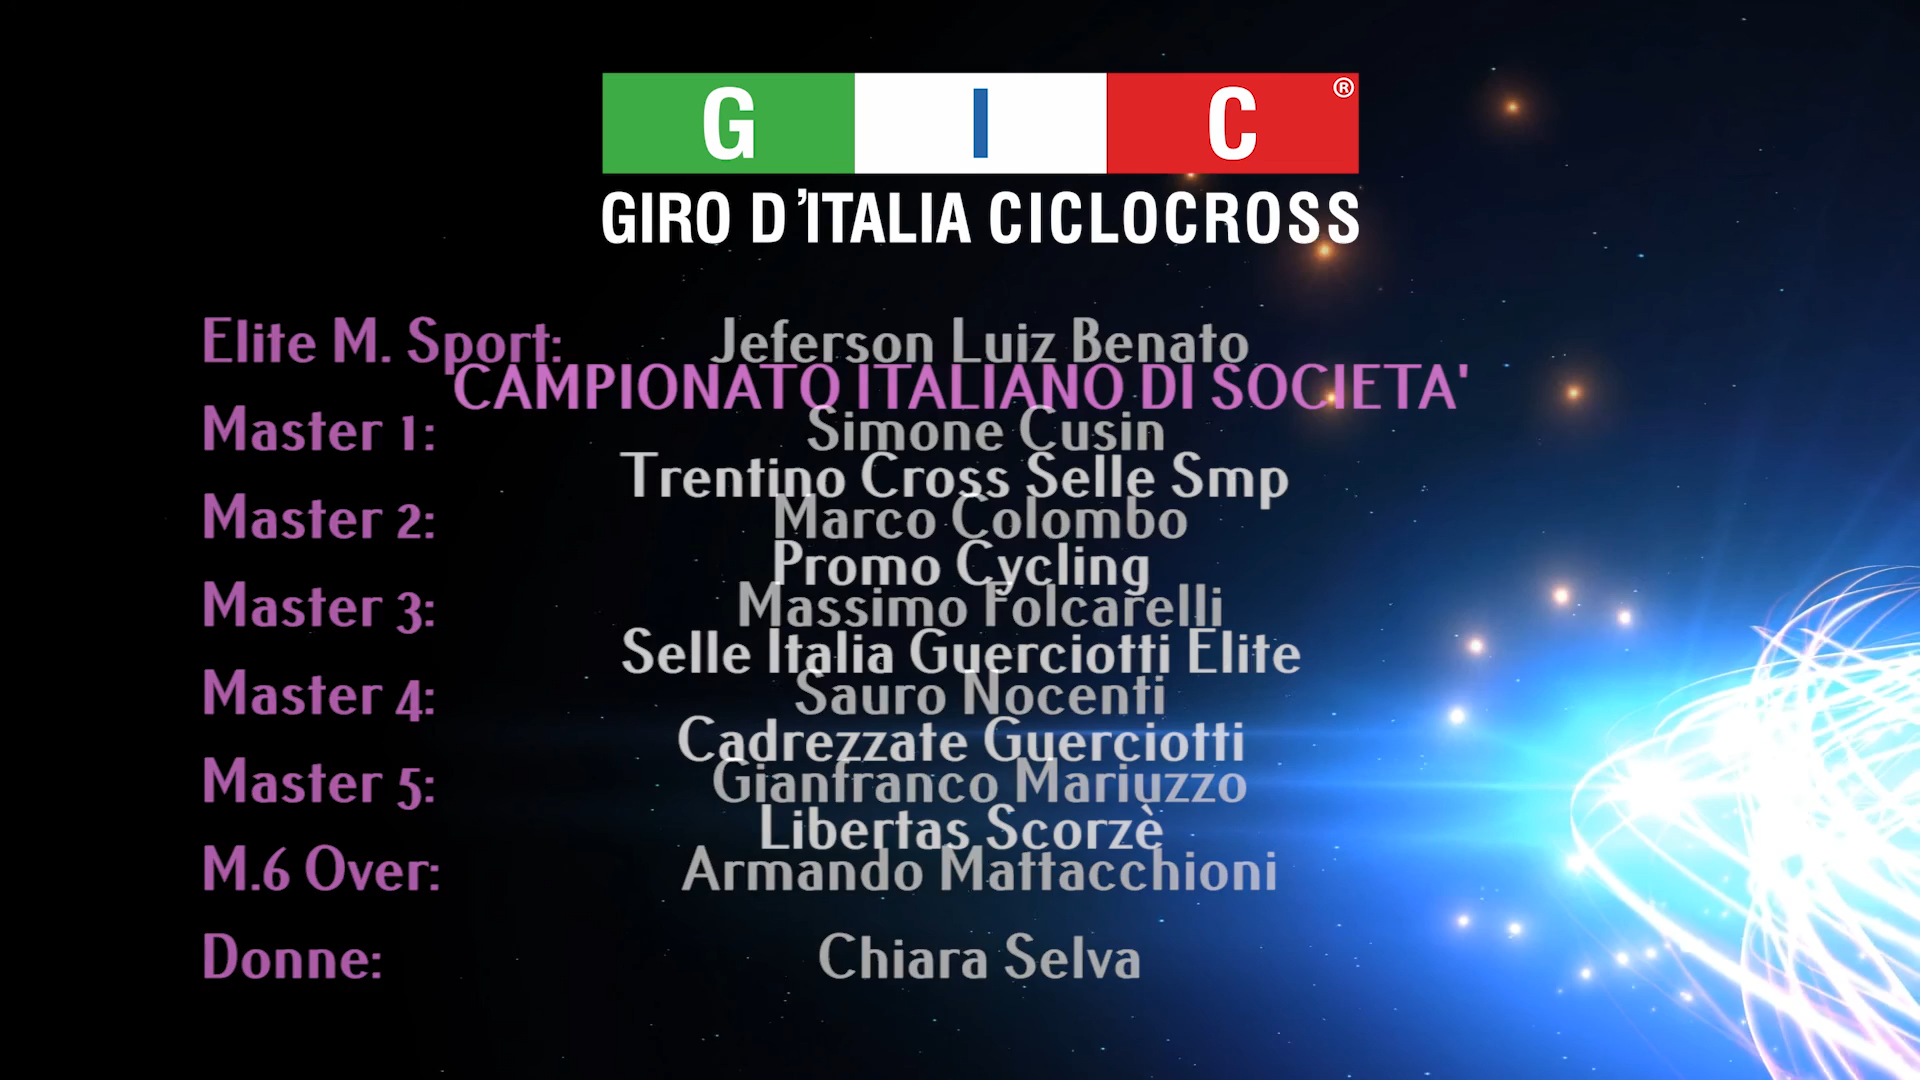 G I C ®
GIRO D'ITALIA CICLOCROSS
Elite M. Sport: Jeferson Luiz Benato
CAMPIONATO ITALIANO DI SOCIETA'
Master 1: Simone Cusin
Trentino Cross Selle Smp
Master 2: Marco Colombo
Promo Cycling
Master 3: Massimo Folcarelli
Selle Italia Guerciotti Elite
Master 4: Sauro Nocenti
Cadrezzate Guerciotti
Master 5: Gianfranco Mariuzzo
Libertas Scorzè
M.6 Over: Armando Mattacchioni
Donne: Chiara Selva